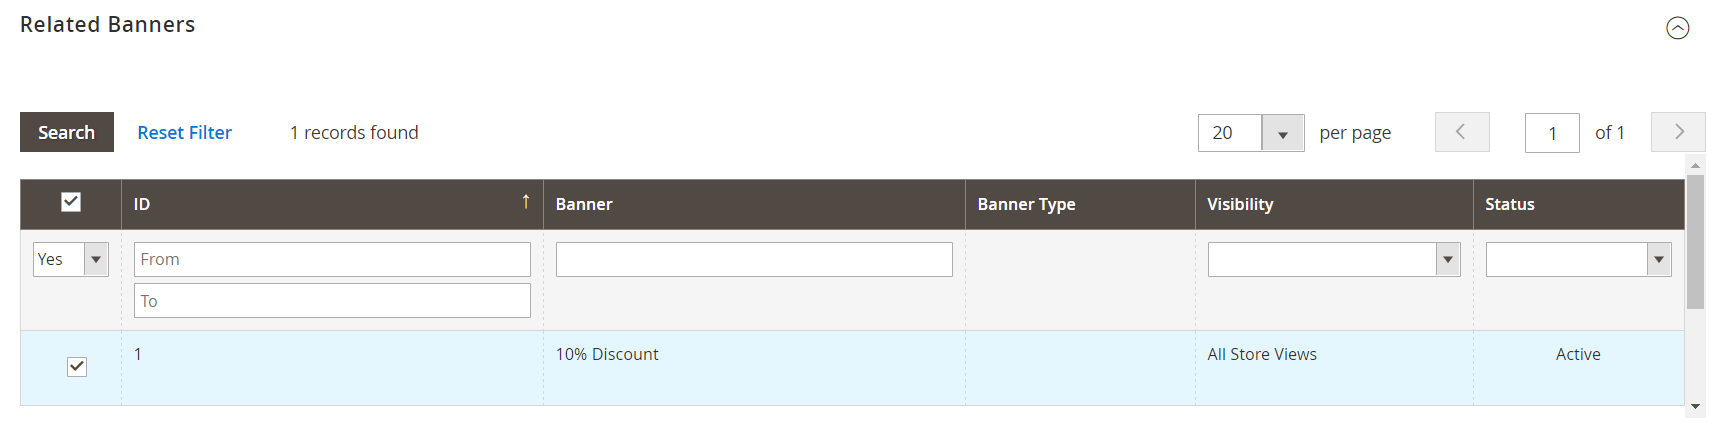 Related Banners
Search Reset Filter 1 records found 20 per page 1 of 1
ID Banner Banner Type Visibility Status
Yes From
To
1 10% Discount All Store Views Active